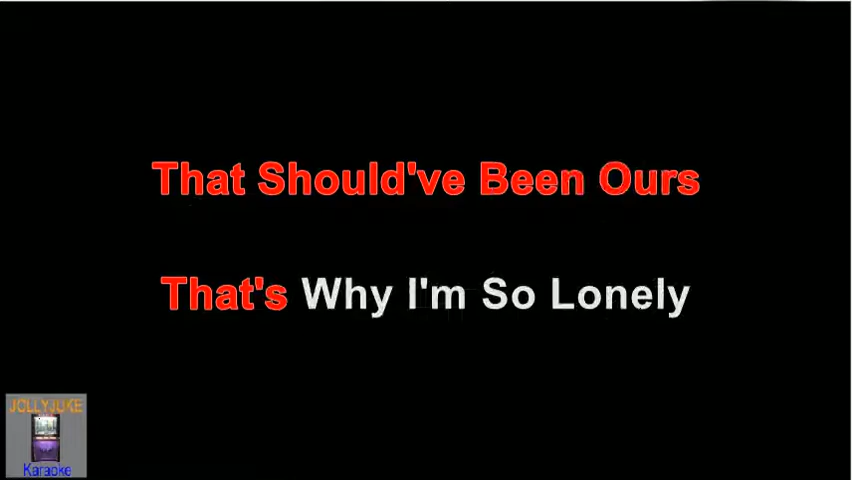 That Should've Been Ours
That's Why I'm So Lonely
JOLLYJUKE
Karaoke